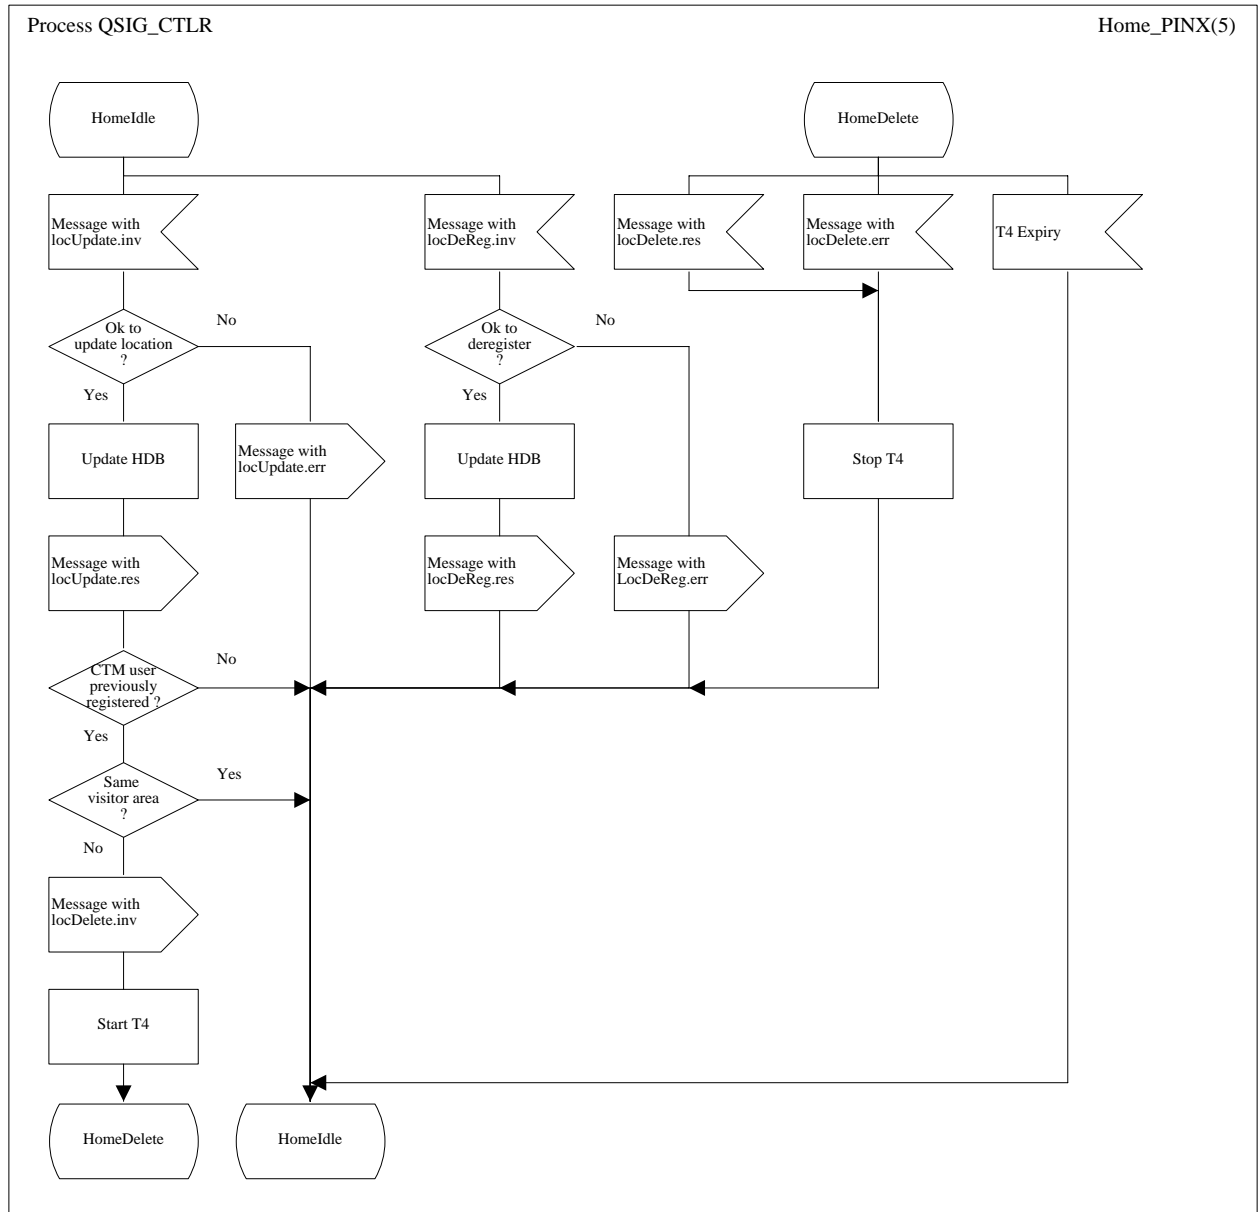 Process QSIG_CTLR
Home_PINX(5)
HomeIdle
HomeDelete
Message with
locUpdate.inv
Message with
locDeReg.inv
Message with
locDelete.res
Message with
locDelete.err
T4 Expiry
Ok to
update location
?
No
Yes
Ok to
deregister
?
No
Yes
Update HDB
Message with
locUpdate.err
Update HDB
Stop T4
Message with
locUpdate.res
Message with
locDeReg.res
Message with
LocDeReg.err
CTM user
previously
registered ?
No
Yes
Same
visitor area
?
Yes
No
Message with
locDelete.inv
Start T4
HomeDelete
HomeIdle